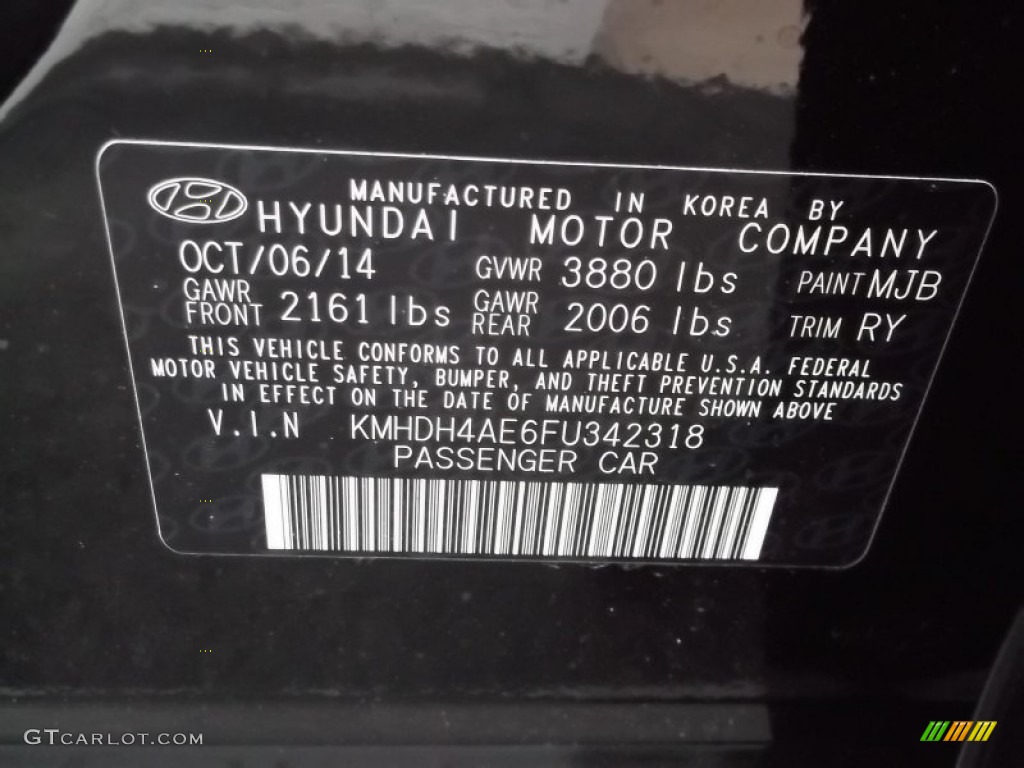 MANUFACTURED IN KOREA BY
HYUNDAI MOTOR COMPANY
OCT/06/14 GVWR 3880 lbs PAINT MJB
GAWR FRONT 2161 lbs GAWR REAR 2006 lbs TRIM RY
THIS VEHICLE CONFORMS TO ALL APPLICABLE U.S.A. FEDERAL
MOTOR VEHICLE SAFETY, BUMPER, AND THEFT PREVENTION STANDARDS
IN EFFECT ON THE DATE OF MANUFACTURE SHOWN ABOVE
V.I.N KMHDH4AE6FU342318
PASSENGER CAR
GTCARLOT.COM